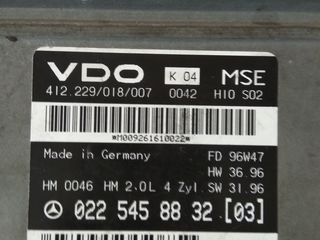 VDO K 04 MSE
412.229/018/007 0042 H10 S02
*M009261610022*
Made in Germany FD 96W47
HW 36.96
HM 0046 HM 2.0L 4 Zyl. SW 31.96
022 545 88 32 [03]